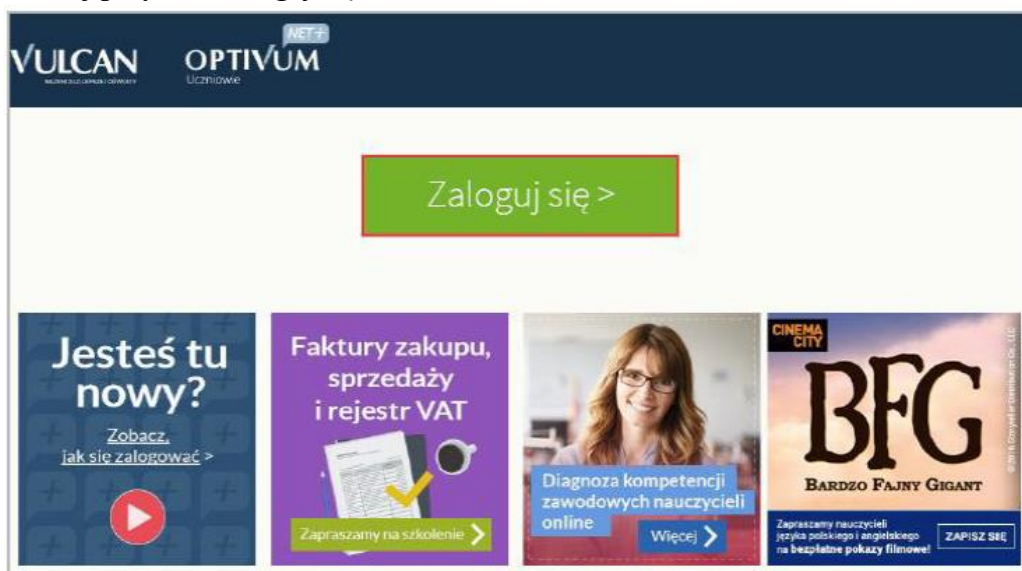 VULCAN
NET+
OPTIVUM
Uczniowie
Zaloguj się >
Jesteś tu
nowy?
Zobacz,
jak się zalogować >
Faktury zakupu,
sprzedaży
i rejestr VAT
Zapraszamy na szkolenie
Diagnoza kompetencji
zawodowych nauczycieli
online
Więcej
CINEMA
CITY
BFG
BARDZO FAJNY GIGANT
Zapraszamy nauczycieli
języka polskiego i angielskiego
na bezpłatne pokazy filmowe!
ZAPISZ SIĘ